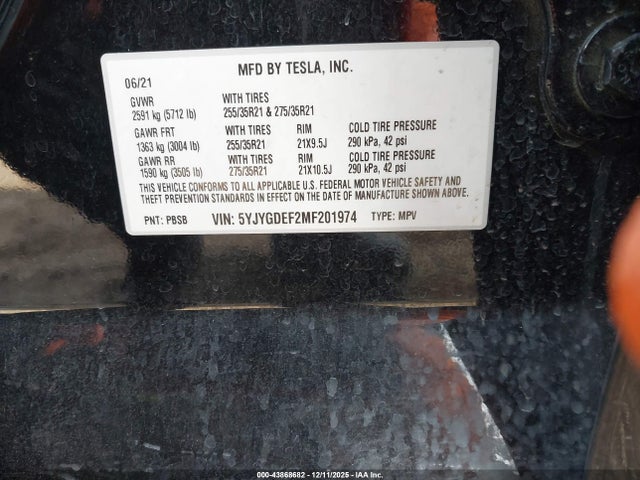 MFD BY TESLA, INC.
06/21
GVWR WITH TIRES
2591 kg (5712 lb) 255/35R21 & 275/35R21
GAWR FRT WITH TIRES RIM COLD TIRE PRESSURE
1363 kg (3004 lb) 255/35R21 21X9.5J 290 kPa, 42 psi
GAWR RR WITH TIRES RIM COLD TIRE PRESSURE
1590 kg (3505 lb) 275/35R21 21X10.5J 290 kPa, 42 psi
THIS VEHICLE CONFORMS TO ALL APPLICABLE U.S. FEDERAL MOTOR VEHICLE SAFETY AND
THEFT PREVENTION STANDARDS IN EFFECT ON THE DATE OF MANUFACTURE SHOWN ABOVE.
PNT: PBSB VIN: 5YJYGDEF2MF201974 TYPE: MPV
000-43868682 - 12/11/2025 - IAA Inc.